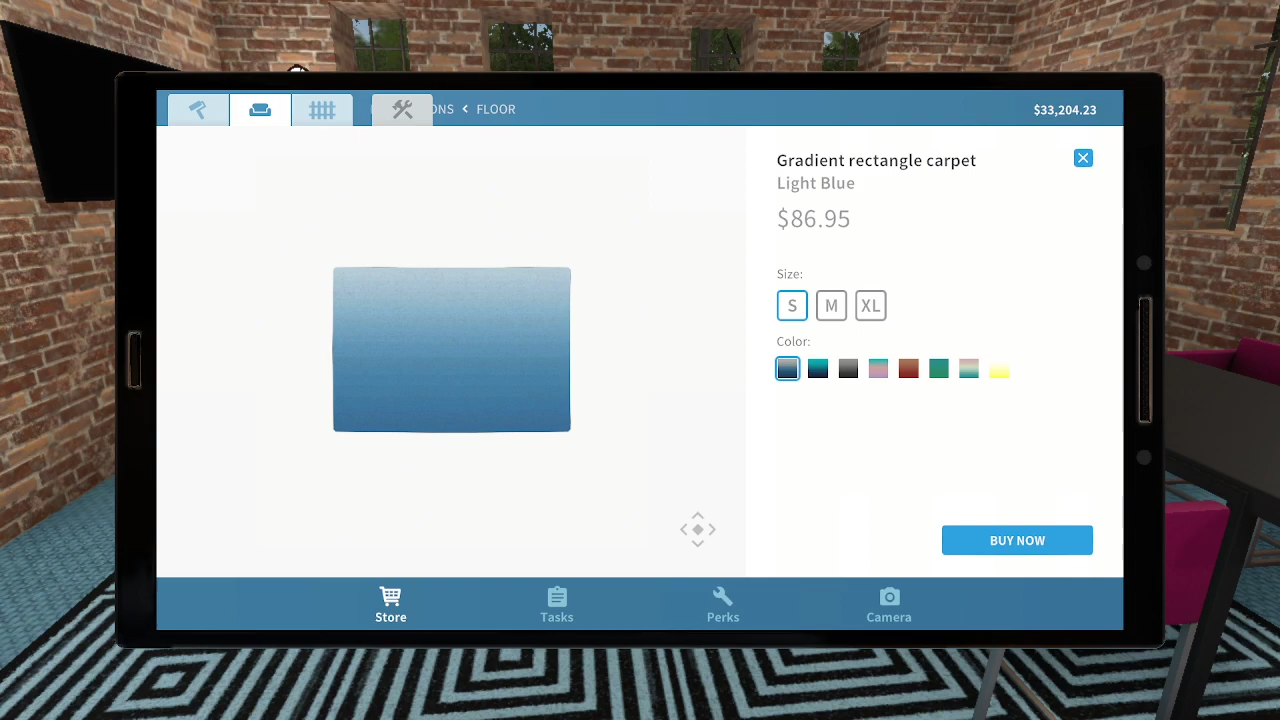 ONS < FLOOR
$33,204.23
Gradient rectangle carpet
Light Blue
$86.95
Size:
S M XL
Color:
BUY NOW
Store Tasks Perks Camera